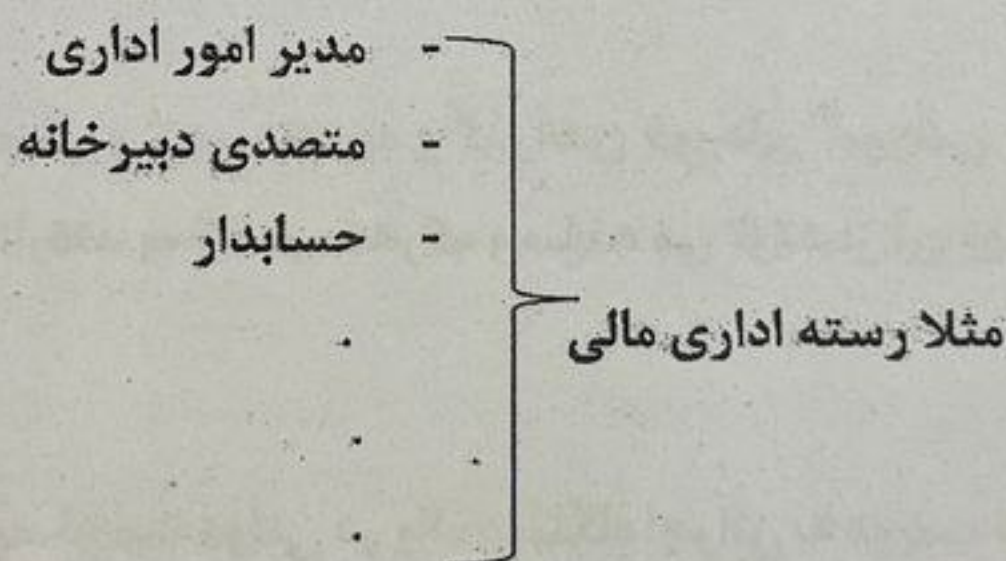 - مدیر امور اداری
- متصدی دبیرخانه
- حسابدار
مثلا رسته اداری مالی
.
.
.